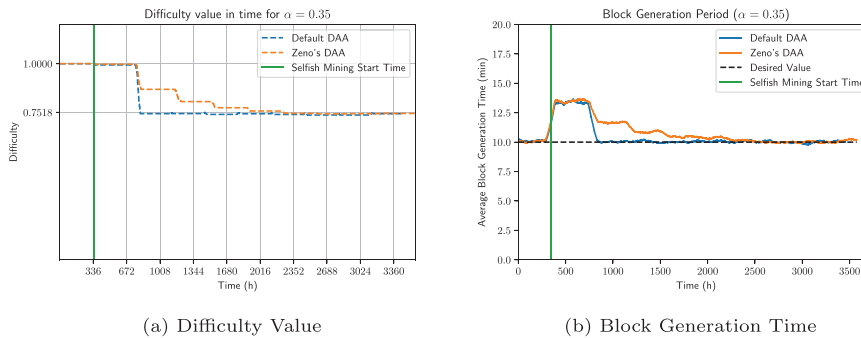 Difficulty value in time for α = 0.35
Default DAA
Zeno's DAA
Selfish Mining Start Time
1.0000
0.7518
Difficulty
336 672 1008 1344 1680 2016 2352 2688 3024 3360
Time (h)
(a) Difficulty Value
Block Generation Period (α = 0.35)
Default DAA
Zeno's DAA
Desired Value
Selfish Mining Start Time
20.0
17.5
15.0
12.5
10.0
7.5
5.0
2.5
0.0
Average Block Generation Time (min)
0 500 1000 1500 2000 2500 3000 3500
Time (h)
(b) Block Generation Time